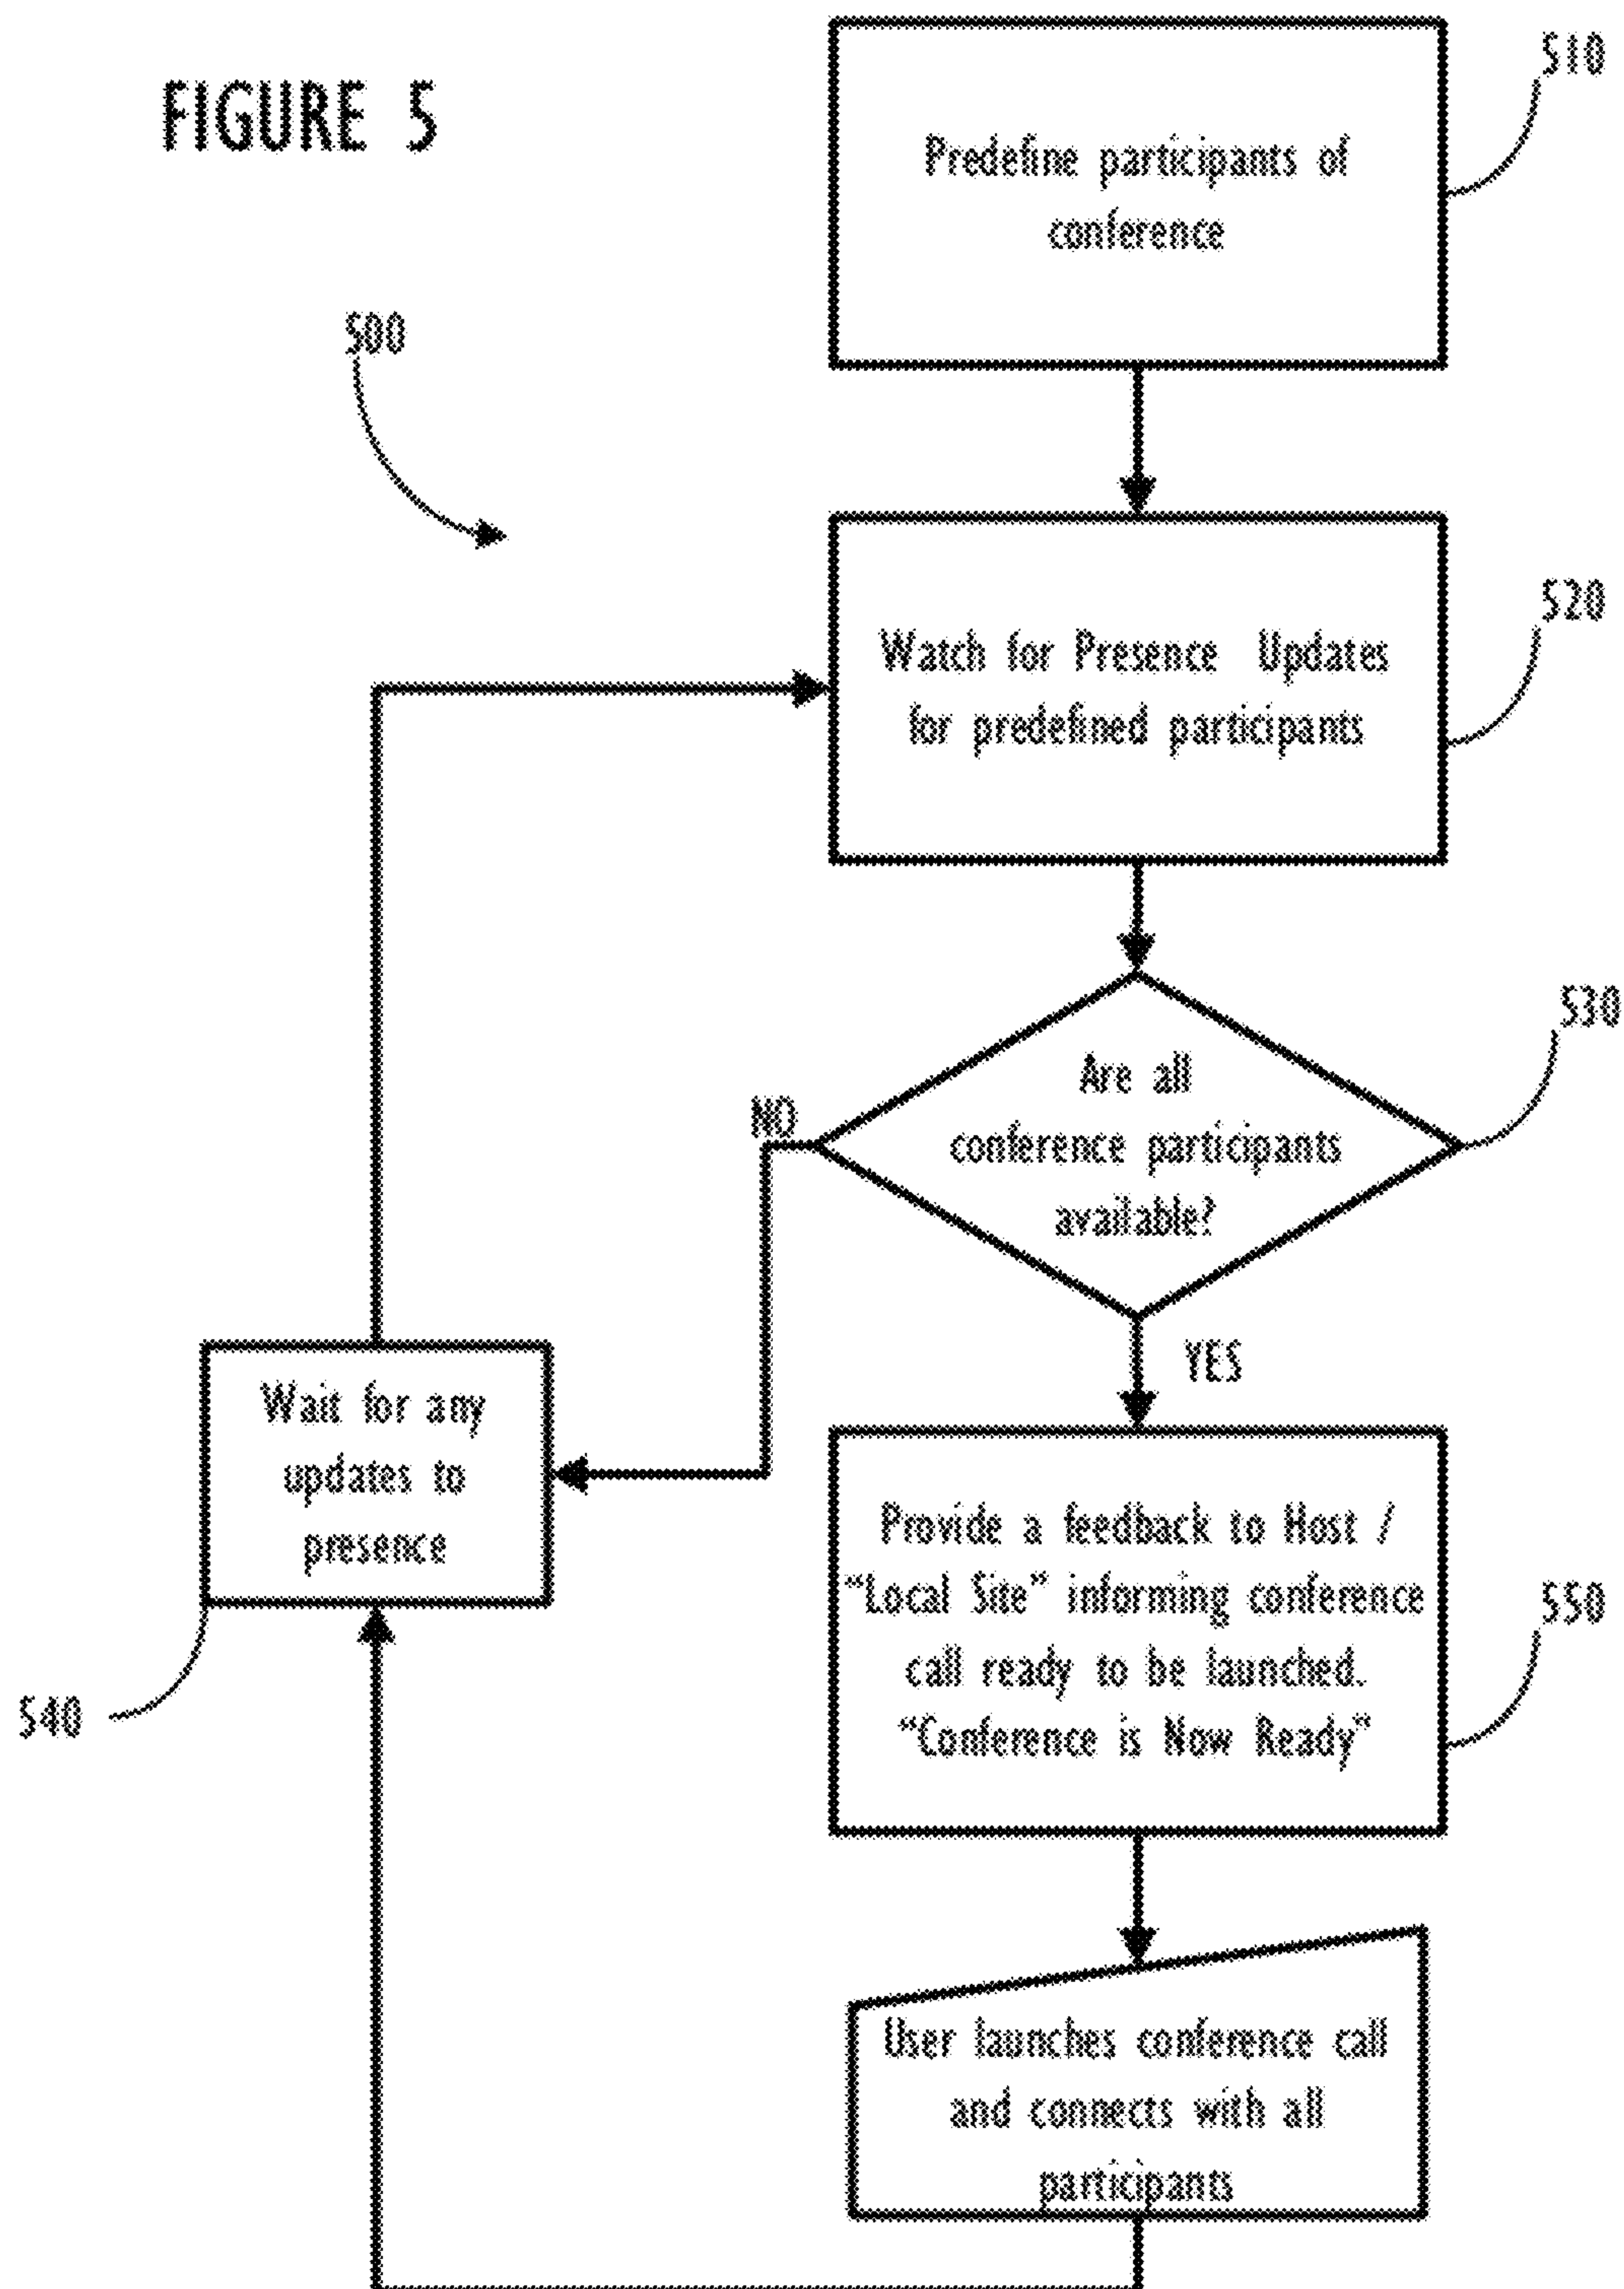 FIGURE 5
510
Predefine participants of
conference
500
520
Watch for Presence Updates
for predefined participants
530
Are all
conference participants
available?
NO
YES
Wait for any
updates to
presence
540
Provide a feedback to Host /
“Local Site” informing conference
call ready to be launched.
“Conference is Now Ready”
550
User launches conference call
and connects with all
participants